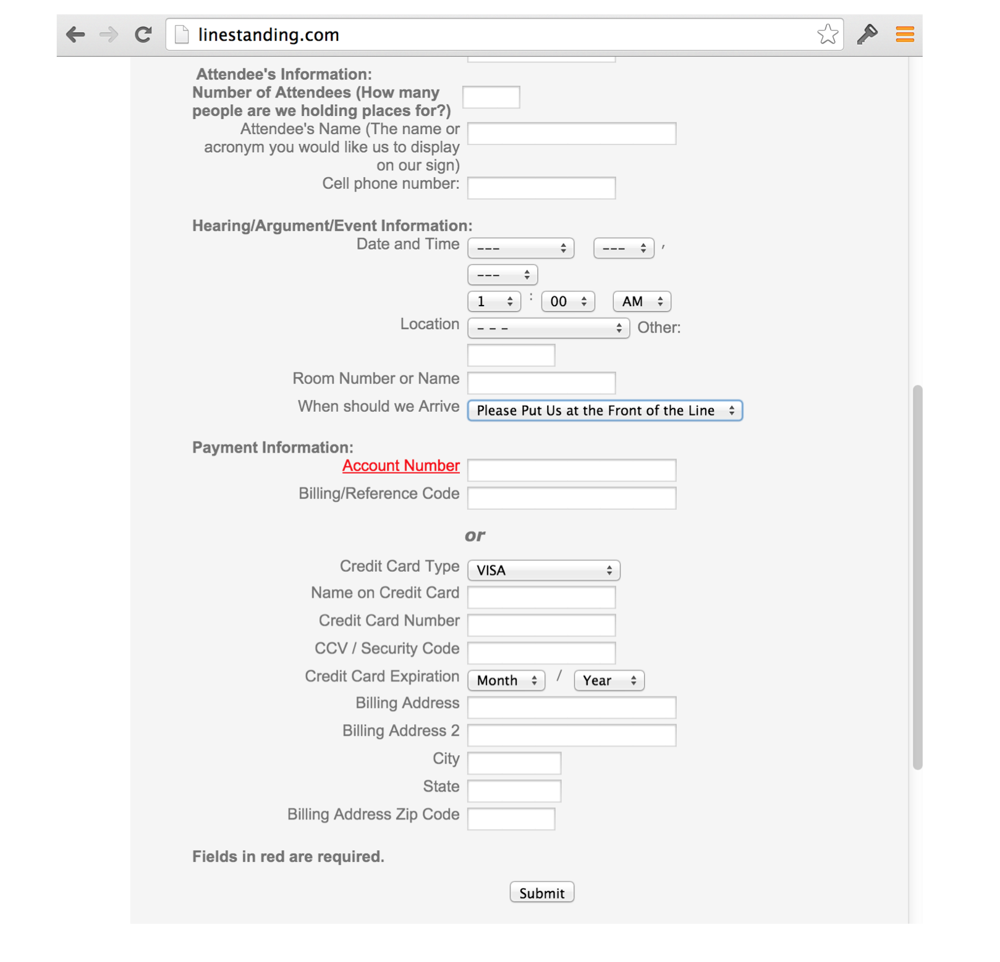 linestanding.com
Attendee's Information:
Number of Attendees (How many
people are we holding places for?)
Attendee's Name (The name or
acronym you would like us to display
on our sign)
Cell phone number:
Hearing/Argument/Event Information:
Date and Time --- --- ,
---
1 : 00 AM
Location - - - Other:
Room Number or Name
When should we Arrive Please Put Us at the Front of the Line
Payment Information:
Account Number
Billing/Reference Code
or
Credit Card Type VISA
Name on Credit Card
Credit Card Number
CCV / Security Code
Credit Card Expiration Month / Year
Billing Address
Billing Address 2
City
State
Billing Address Zip Code
Fields in red are required.
Submit